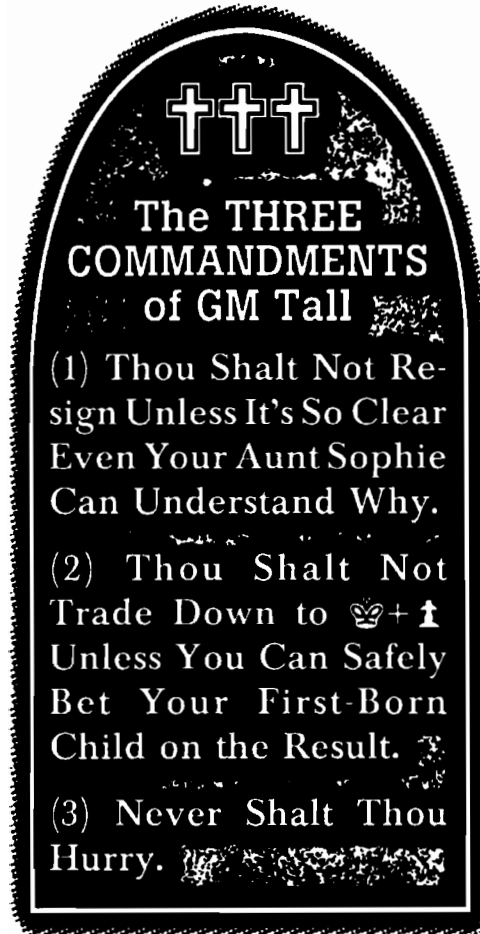 The THREE
COMMANDMENTS
of GM Tall
(1) Thou Shalt Not Re-
sign Unless It's So Clear
Even Your Aunt Sophie
Can Understand Why.
(2) Thou Shalt Not
Trade Down to ♚+♟
Unless You Can Safely
Bet Your First-Born
Child on the Result.
(3) Never Shalt Thou
Hurry.